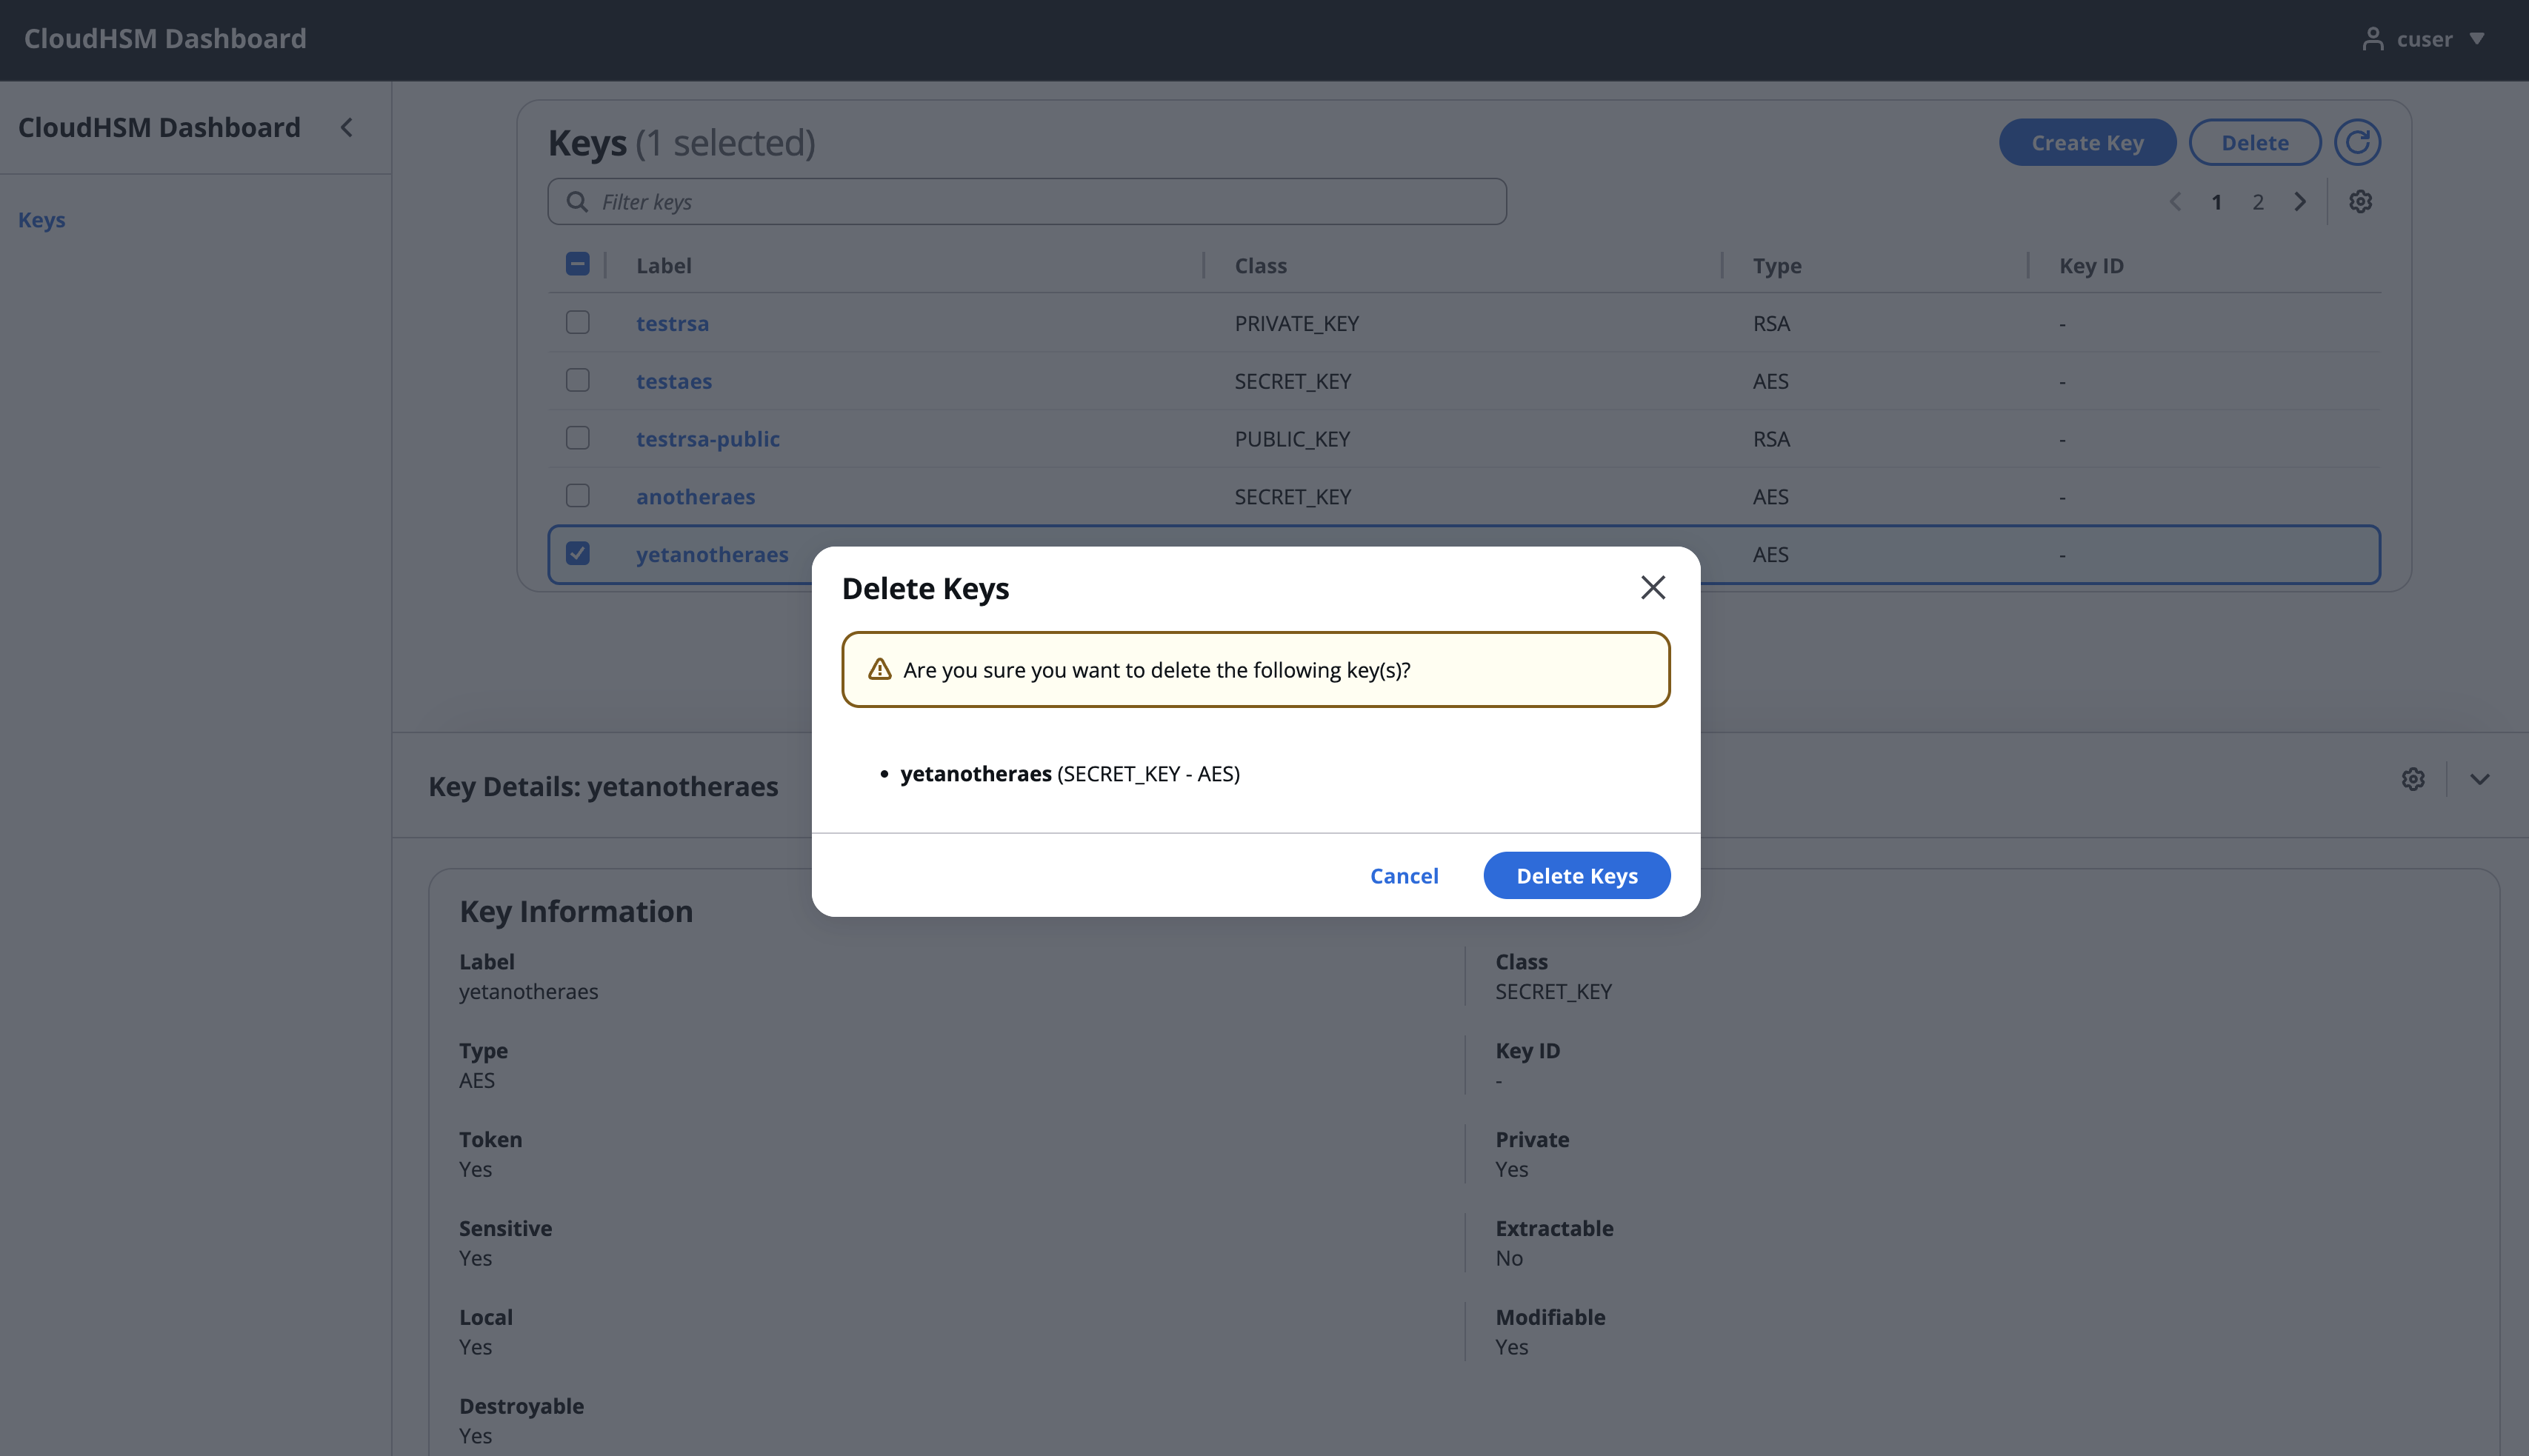 CloudHSM Dashboard
cuser
CloudHSM Dashboard
Keys
Keys (1 selected)
Create Key
Delete
Filter keys
1 2
Label Class Type Key ID
testrsa PRIVATE_KEY RSA -
testaes SECRET_KEY AES -
testrsa-public PUBLIC_KEY RSA -
anotheraes SECRET_KEY AES -
yetanotheraes AES -
Delete Keys
Are you sure you want to delete the following key(s)?
• yetanotheraes (SECRET_KEY - AES)
Cancel
Delete Keys
Key Details: yetanotheraes
Key Information
Label
yetanotheraes
Class
SECRET_KEY
Type
AES
Key ID
-
Token
Yes
Private
Yes
Sensitive
Yes
Extractable
No
Local
Yes
Modifiable
Yes
Destroyable
Yes